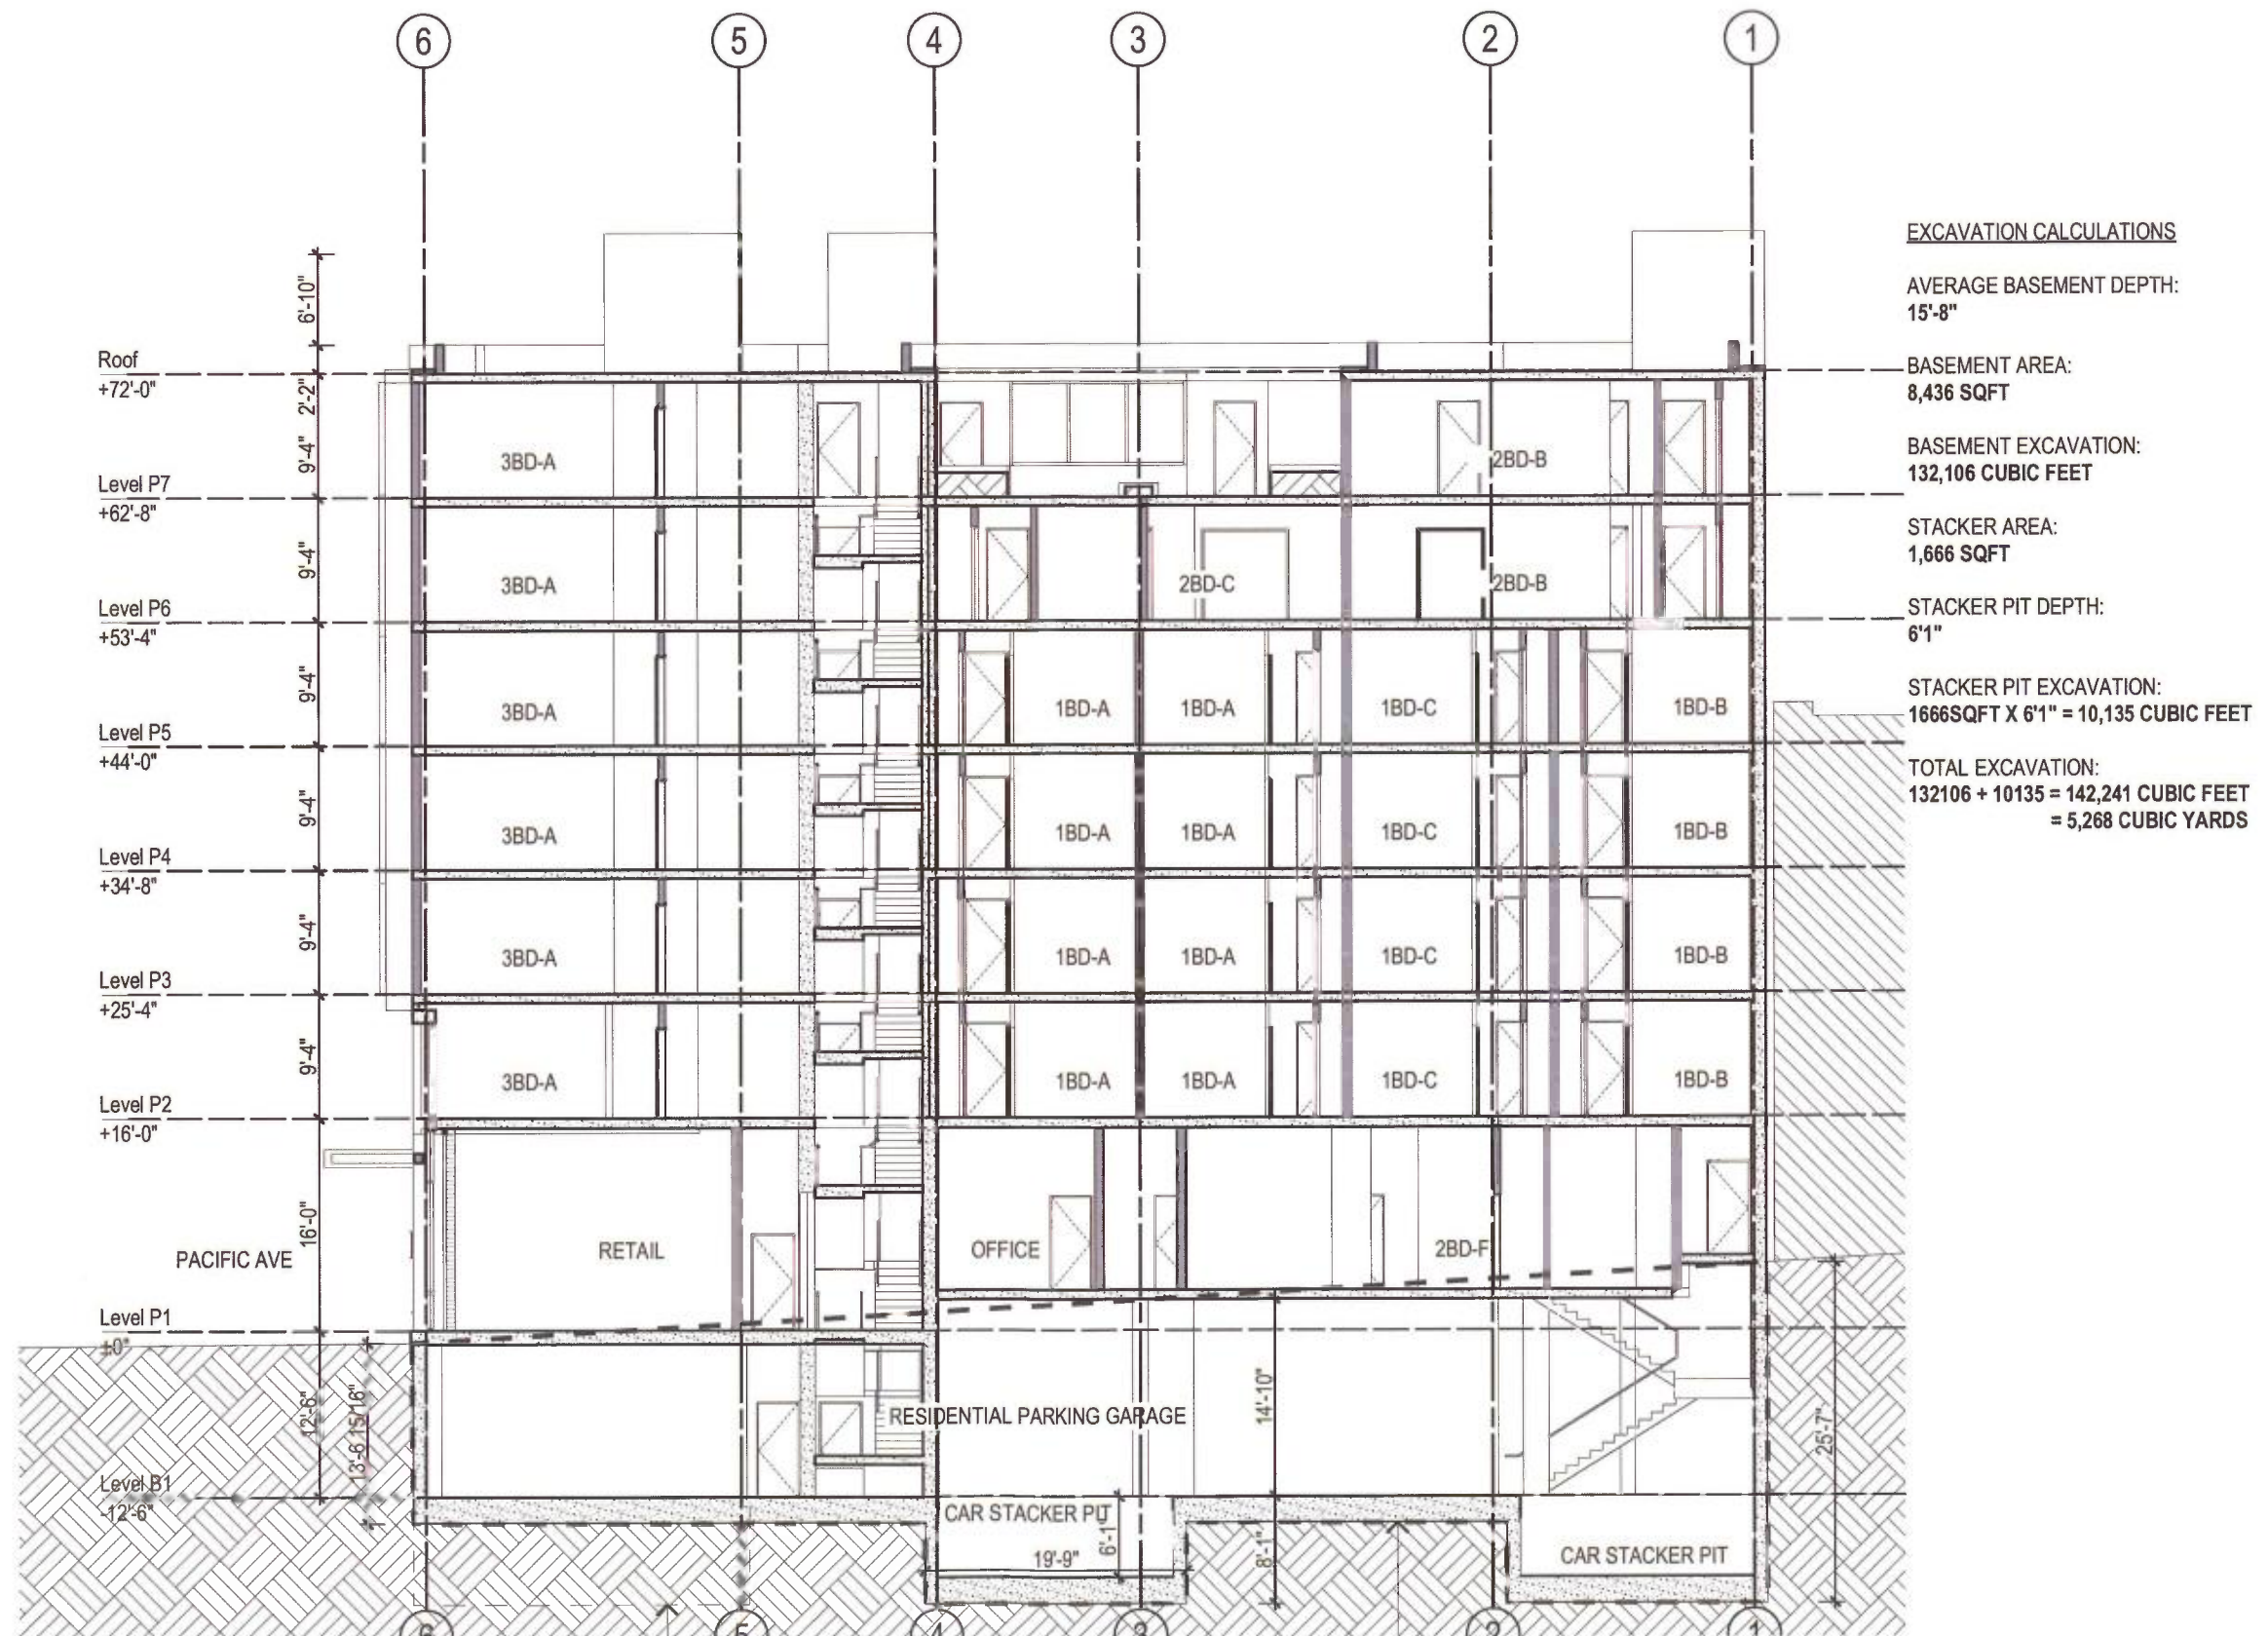 6 5 4 3 2 1
EXCAVATION CALCULATIONS
AVERAGE BASEMENT DEPTH:
15'-8"
BASEMENT AREA:
8,436 SQFT
BASEMENT EXCAVATION:
132,106 CUBIC FEET
STACKER AREA:
1,666 SQFT
STACKER PIT DEPTH:
6'1"
STACKER PIT EXCAVATION:
1666SQFT X 6'1" = 10,135 CUBIC FEET
TOTAL EXCAVATION:
132106 + 10135 = 142,241 CUBIC FEET
= 5,268 CUBIC YARDS
6'-10"
Roof
+72'-0"
2'-2"
9'-4"
3BD-A
2BD-B
Level P7
+62'-8"
9'-4"
3BD-A
2BD-C
2BD-B
Level P6
+53'-4"
9'-4"
3BD-A
1BD-A
1BD-A
1BD-C
1BD-B
Level P5
+44'-0"
9'-4"
3BD-A
1BD-A
1BD-A
1BD-C
1BD-B
Level P4
+34'-8"
9'-4"
3BD-A
1BD-A
1BD-A
1BD-C
1BD-B
Level P3
+25'-4"
9'-4"
3BD-A
1BD-A
1BD-A
1BD-C
1BD-B
Level P2
+16'-0"
16'-0"
PACIFIC AVE
RETAIL
OFFICE
2BD-F
Level P1
±0"
12'-6"
13'-6 15/16"
RESIDENTIAL PARKING GARAGE
14'-10"
25'-7"
Level B1
-12'-6"
CAR STACKER PIT
6'-1"
19'-9"
8'-1"
CAR STACKER PIT
6 5 4 3 2 1